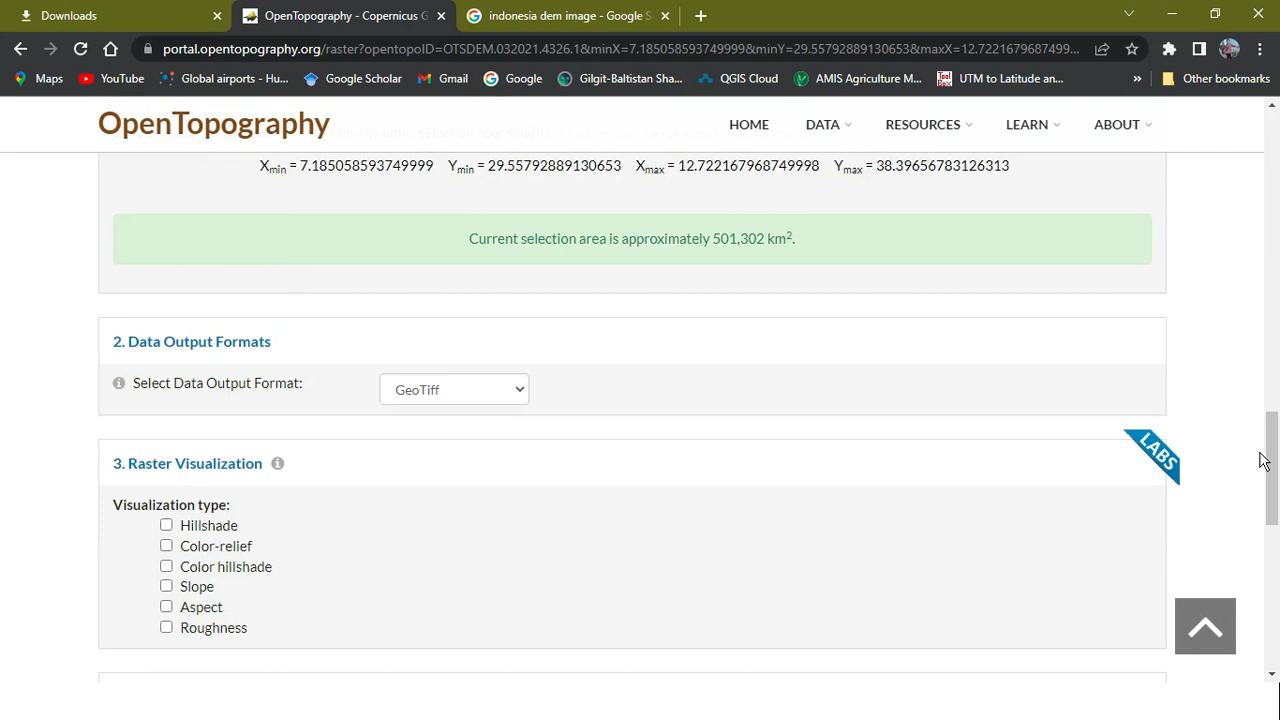 Downloads
OpenTopography - Copernicus G
indonesia dem image - Google S
portal.opentopography.org/raster?opentopoID=OTSDEM.032021.4326.1&minX=7.185058593749999&minY=29.557928891306​53&maxX=12.7221679687499...
Maps
YouTube
Global airports - Hu...
Google Scholar
Gmail
Google
Gilgit-Baltistan Sha...
QGIS Cloud
AMIS Agriculture M...
UTM to Latitude an...
»
Other bookmarks
OpenTopography
HOME
DATA
RESOURCES
LEARN
ABOUT
Xmin = 7.185058593749999 Ymin = 29.55792889130653 Xmax = 12.722167968749998 Ymax = 38.39656783126313
Current selection area is approximately 501,302 km².
2. Data Output Formats
Select Data Output Format:
GeoTiff
3. Raster Visualization
LABS
Visualization type:
Hillshade
Color-relief
Color hillshade
Slope
Aspect
Roughness